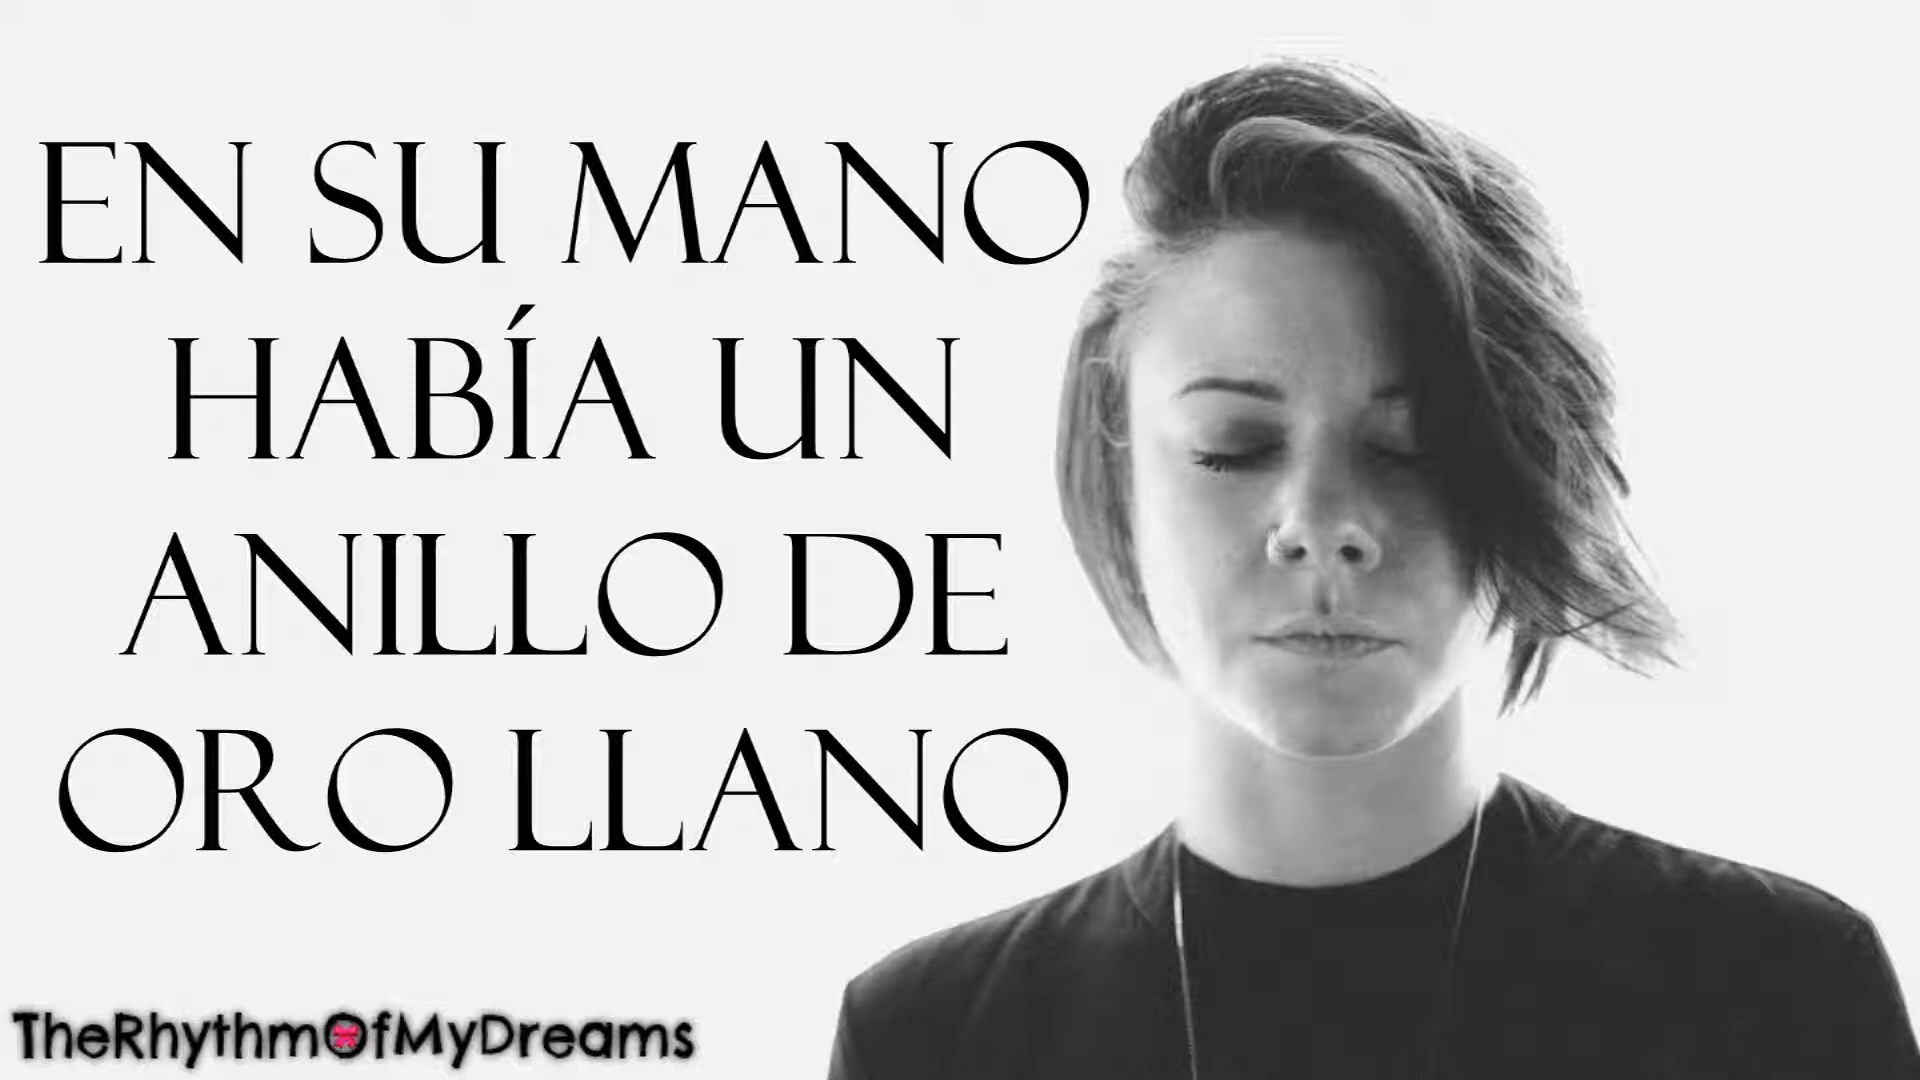 EN SU MANO
HABÍA UN
ANILLO DE
ORO LLANO
TheRhythmOfMyDreams